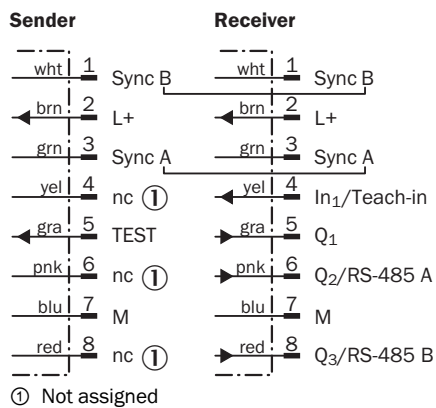 Sender Receiver
wht 1 Sync B wht 1 Sync B
brn 2 L+ brn 2 L+
grn 3 Sync A grn 3 Sync A
yel 4 nc ① yel 4 In₁/Teach-in
gra 5 TEST gra 5 Q₁
pnk 6 nc ① pnk 6 Q₂/RS-485 A
blu 7 M blu 7 M
red 8 nc ① red 8 Q₃/RS-485 B
① Not assigned